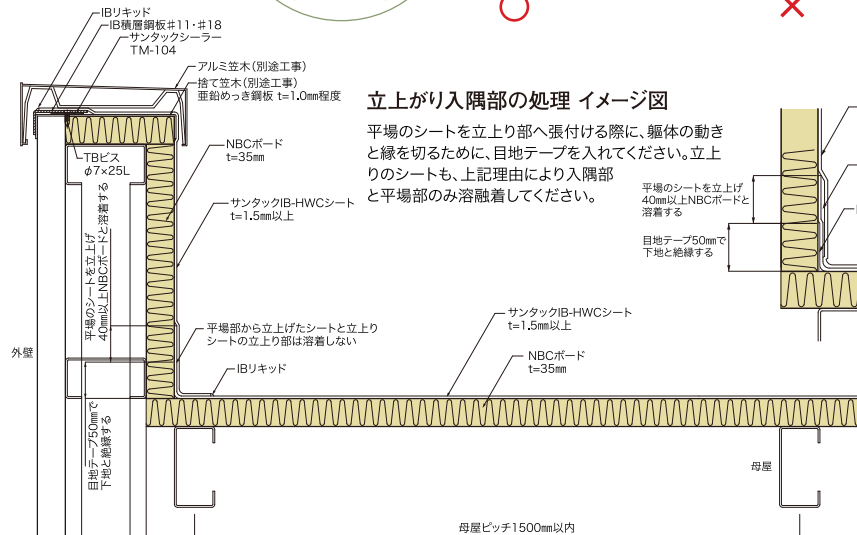 IBリキッド
IB積層鋼板#11・#18
サンタックシーラー
TM-104
アルミ笠木(別途工事)
捨て笠木(別途工事)
亜鉛めっき鋼板 t=1.0mm程度
立上がり入隅部の処理 イメージ図
平場のシートを立上り部へ張付ける際に、躯体の動き
と縁を切るために、目地テープを入れてください。立上
りのシートも、上記理由により入隅部
と平場部のみ溶融着してください。
NBCボード
t=35mm
TBビス
φ7×25L
サンタックIB-HWCシート
t=1.5mm以上
平場のシートを立上げ
40mm以上NBCボードと溶着する
平場のシートを立上げ
40mm以上NBCボードと
溶着する
目地テープ50mmで
下地と絶縁する
サンタックIB-HWCシート
t=1.5mm以上
平場部から立上げたシートと立上り
シートの立上り部は溶着しない
外壁
IBリキッド
NBCボード
t=35mm
目地テープ50mmで
下地と絶縁する
母屋
母屋ピッチ1500mm以内